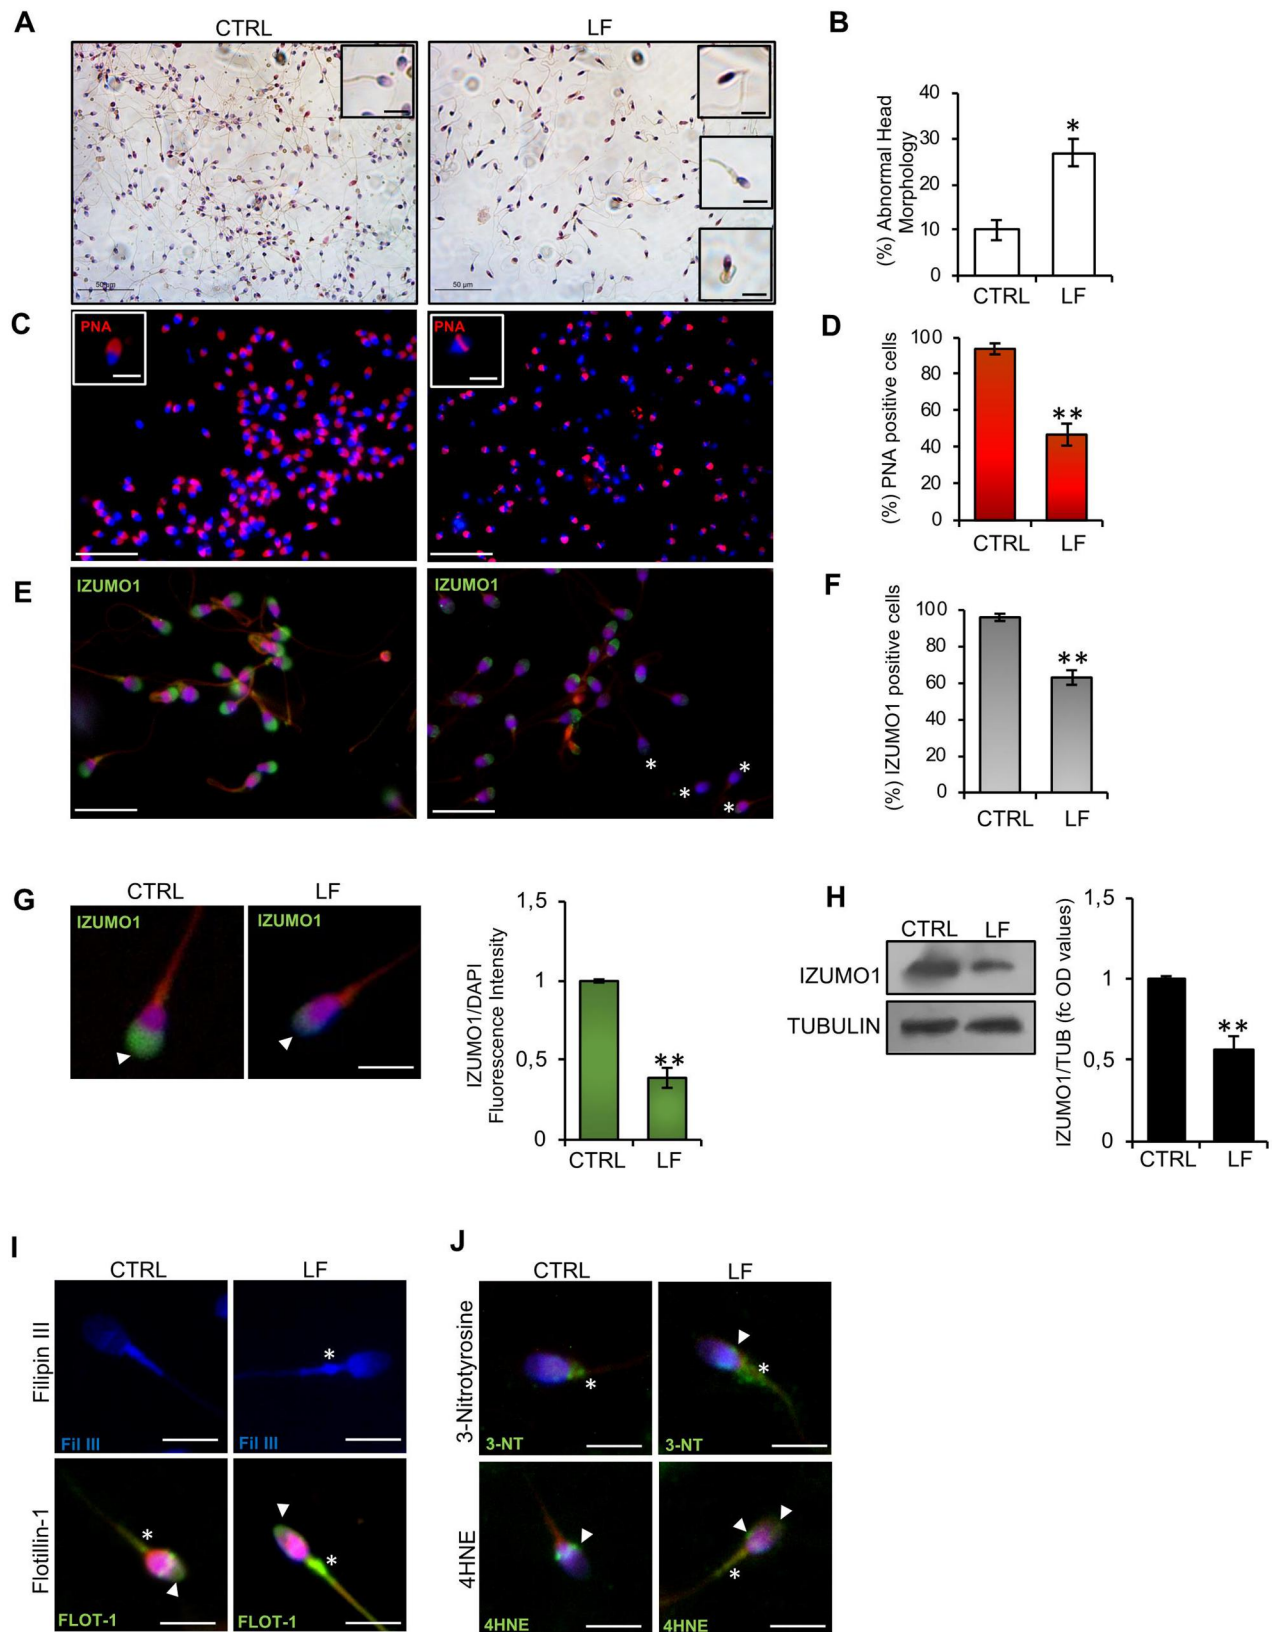 A
CTRL
LF
50 µm
50 µm
B
(%) Abnormal Head
Morphology
40
30
20
10
0
*
CTRL
LF
C
PNA
PNA
D
(%) PNA positive cells
100
80
60
40
20
0
**
CTRL
LF
E
IZUMO1
IZUMO1
*
*
*
*
F
(%) IZUMO1 positive cells
100
80
60
40
20
0
**
CTRL
LF
G
CTRL
LF
IZUMO1
IZUMO1
IZUMO1/DAPI
Fluorescence Intensity
1,5
1
0,5
0
**
CTRL
LF
H
CTRL
LF
IZUMO1
TUBULIN
IZUMO1/TUB (fc OD values)
1,5
1
0,5
0
**
CTRL
LF
I
CTRL
LF
Filipin III
*
Fil III
Fil III
Flotillin-1
*
*
FLOT-1
FLOT-1
J
CTRL
LF
3-Nitrotyrosine
*
*
3-NT
3-NT
4HNE
*
4HNE
4HNE